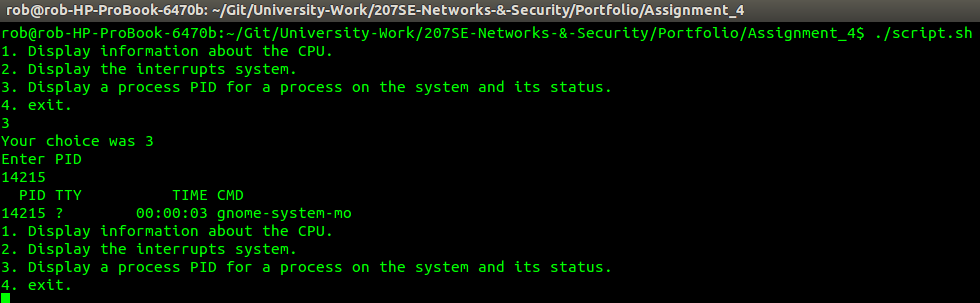 rob@rob-HP-ProBook-6470b: ~/Git/University-Work/207SE-Networks-&-Security/Portfolio/Assignment_4
rob@rob-HP-ProBook-6470b:~/Git/University-Work/207SE-Networks-&-Security/Portfolio/Assignment_4$ ./script.sh
1. Display information about the CPU.
2. Display the interrupts system.
3. Display a process PID for a process on the system and its status.
4. exit.
3
Your choice was 3
Enter PID
14215
  PID TTY          TIME CMD
14215 ?        00:00:03 gnome-system-mo
1. Display information about the CPU.
2. Display the interrupts system.
3. Display a process PID for a process on the system and its status.
4. exit.